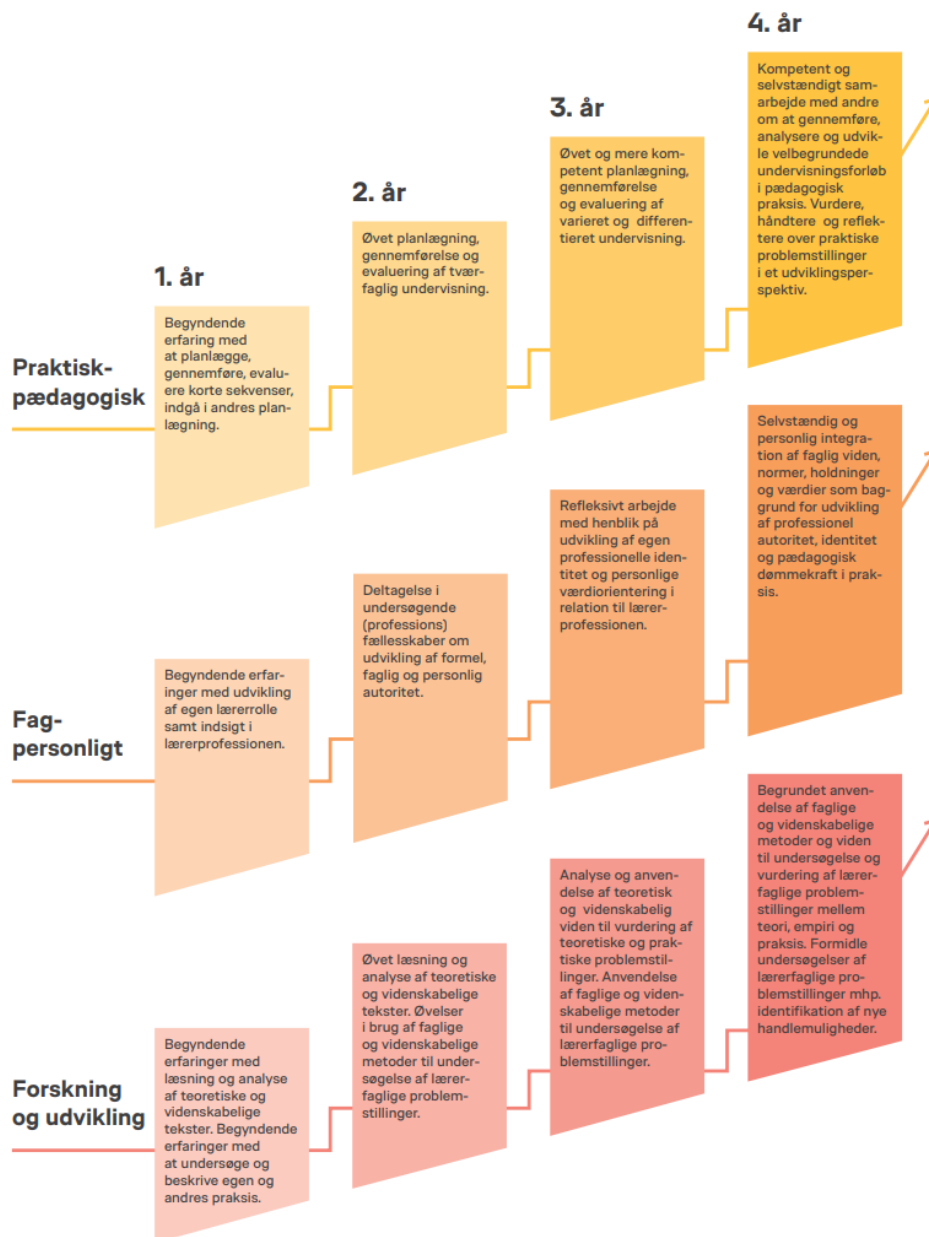 4. år
Kompetent og
selvstændigt sam-
arbejde med andre
om at gennemføre,
analysere og udvik-
le velbegrundede
undervisningsforløb
i pædagogisk
praksis. Vurdere,
håndtere og reflek-
tere over praktiske
problemstillinger
i et udviklingsper-
spektiv.
3. år
Øvet og mere kom-
petent planlægning,
gennemførelse
og evaluering af
varieret og differen-
tieret undervisning.
2. år
Øvet planlægning,
gennemførelse og
evaluering af tvær-
faglig undervisning.
1. år
Begyndende
erfaring med
at planlægge,
gennemføre, evalu-
ere korte sekvenser,
indgå i andres plan-
lægning.
Praktisk-
pædagogisk
Selvstændig og
personlig integra-
tion af faglig viden,
normer, holdninger
og værdier som bag-
grund for udvikling
af professionel
autoritet, identitet
og pædagogisk
dømmekraft i prak-
sis.
Refleksivt arbejde
med henblik på
udvikling af egen
professionelle iden-
titet og personlige
værdiorientering i
relation til lærer-
professionen.
Deltagelse i
undersøgende
(professions)
fællesskaber om
udvikling af formel,
faglig og personlig
autoritet.
Begyndende erfar-
inger med udvikling
af egen lærerrolle
samt indsigt i
lærerprofessionen.
Fag-
personligt
Begrundet anven-
delse af faglige
og videnskabelige
metoder og viden
til undersøgelse og
vurdering af lærer-
faglige problem-
stillinger mellem
teori, empiri og
praksis. Formidle
undersøgelser af
lærerfaglige pro-
blemstillinger mhp.
identifikation af nye
handlemuligheder.
Analyse og anven-
delse af teoretisk
og videnskabelig
viden til vurdering af
teoretiske og prak-
tiske problemstil-
linger. Anvendelse
af faglige og viden-
skabelige metoder
til undersøgelse af
lærerfaglige pro-
blemstillinger.
Øvet læsning og
analyse af teoretiske
og videnskabelige
tekster. Øvelser
i brug af faglige
og videnskabelige
metoder til under-
søgelse af lærer-
faglige problem-
stillinger.
Begyndende
erfaringer med
læsning og analyse
af teoretiske og
videnskabelige
tekster. Begyndende
erfaringer med
at undersøge og
beskrive egen og
andres praksis.
Forskning
og udvikling